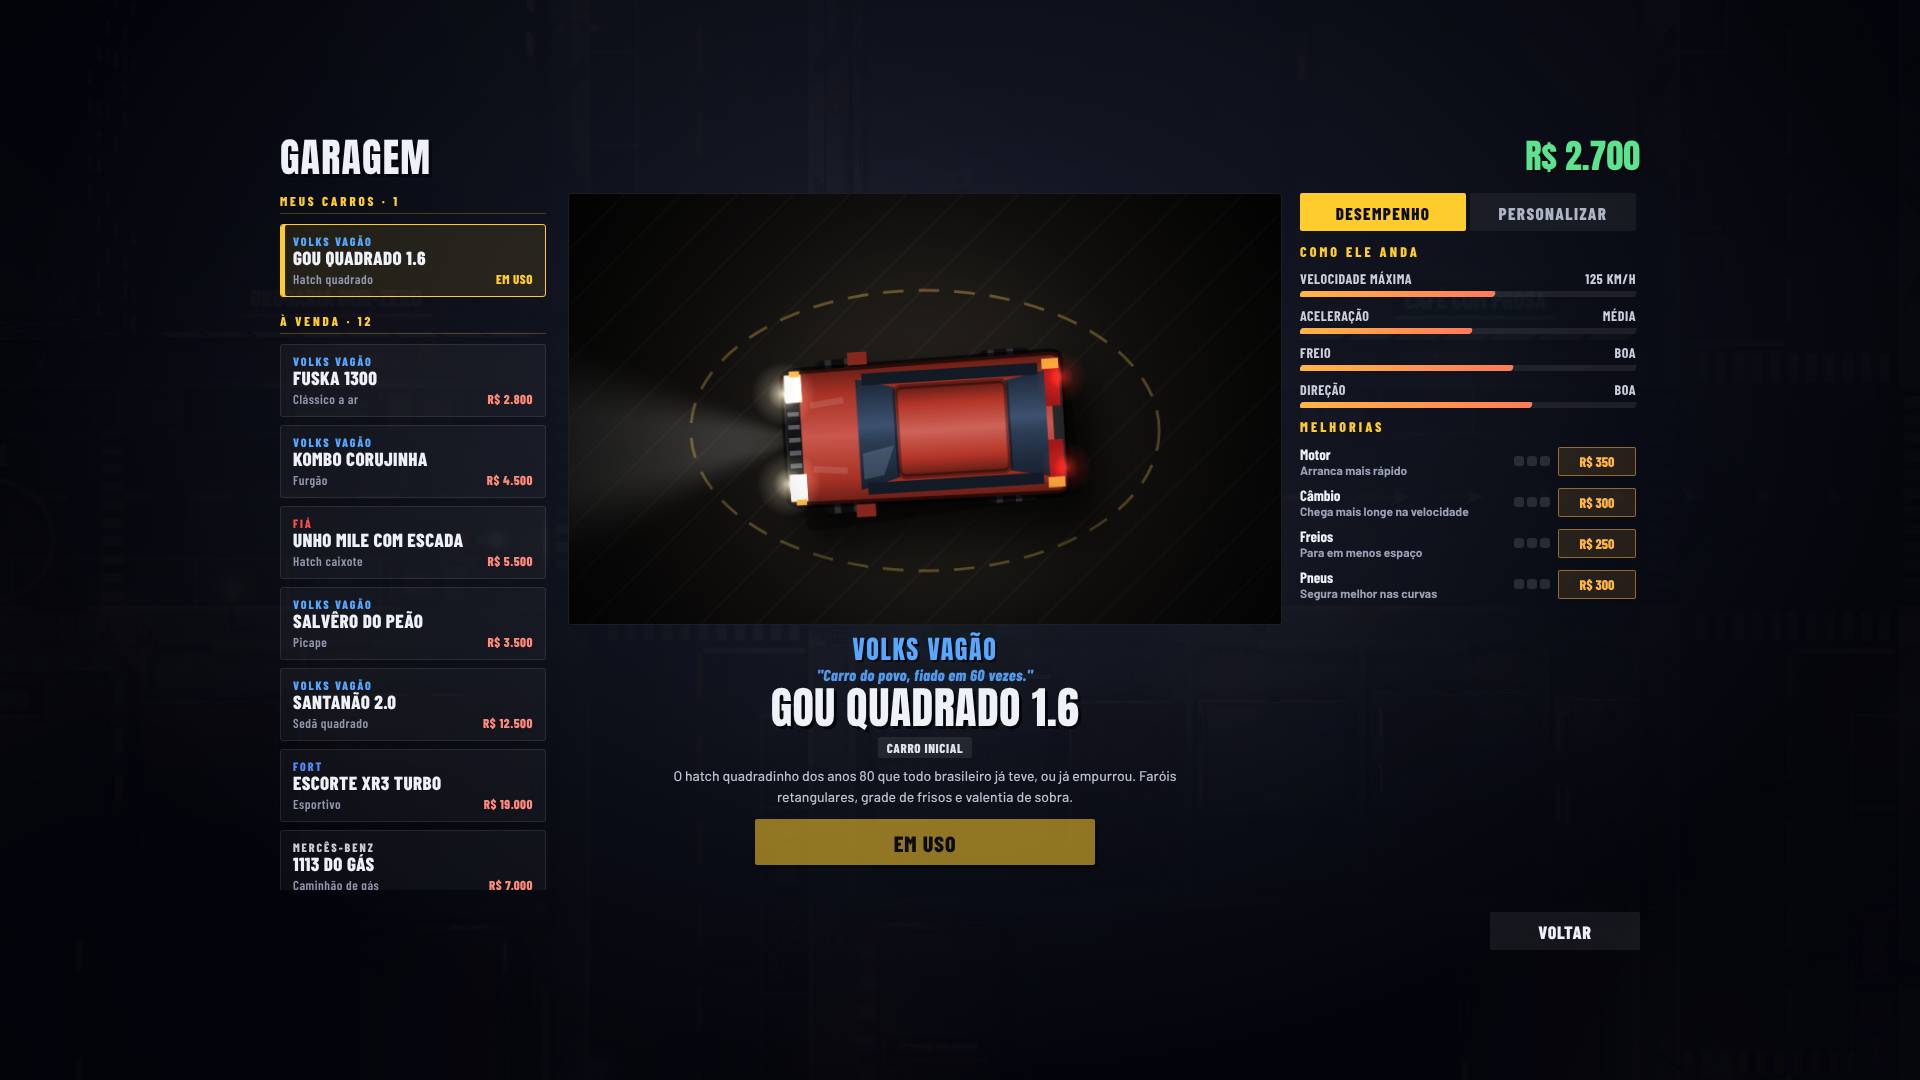 GARAGEM
R$ 2.700
MEUS CARROS · 1
VOLKS VAGÃO
GOU QUADRADO 1.6
Hatch quadrado
EM USO
À VENDA · 12
VOLKS VAGÃO
FUSKA 1300
Clássico a ar
R$ 2.800
VOLKS VAGÃO
KOMBO CORUJINHA
Furgão
R$ 4.500
FIÁ
UNHO MILE COM ESCADA
Hatch caixote
R$ 5.500
VOLKS VAGÃO
SALVÊRO DO PEÃO
Picape
R$ 3.500
VOLKS VAGÃO
SANTANÃO 2.0
Sedã quadrado
R$ 12.500
FORT
ESCORTE XR3 TURBO
Esportivo
R$ 19.000
MERCÊS-BENZ
1113 DO GÁS
Caminhão de gás
R$ 7.000
VOLKS VAGÃO
"Carro do povo, fiado em 60 vezes."
GOU QUADRADO 1.6
CARRO INICIAL
O hatch quadradinho dos anos 80 que todo brasileiro já teve, ou já empurrou. Faróis
retangulares, grade de frisos e valentia de sobra.
EM USO
DESEMPENHO
PERSONALIZAR
COMO ELE ANDA
VELOCIDADE MÁXIMA
125 KM/H
ACELERAÇÃO
MÉDIA
FREIO
BOA
DIREÇÃO
BOA
MELHORIAS
Motor
Arranca mais rápido
R$ 350
Câmbio
Chega mais longe na velocidade
R$ 300
Freios
Para em menos espaço
R$ 250
Pneus
Segura melhor nas curvas
R$ 300
VOLTAR